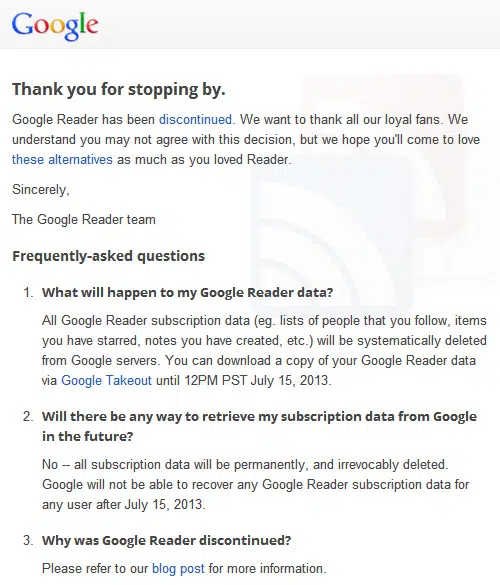 Google
Thank you for stopping by.
Google Reader has been discontinued. We want to thank all our loyal fans. We
understand you may not agree with this decision, but we hope you'll come to love
these alternatives as much as you loved Reader.
Sincerely,
The Google Reader team
Frequently-asked questions
1. What will happen to my Google Reader data?
All Google Reader subscription data (eg. lists of people that you follow, items
you have starred, notes you have created, etc.) will be systematically deleted
from Google servers. You can download a copy of your Google Reader data
via Google Takeout until 12PM PST July 15, 2013.
2. Will there be any way to retrieve my subscription data from Google
in the future?
No -- all subscription data will be permanently, and irrevocably deleted.
Google will not be able to recover any Google Reader subscription data for
any user after July 15, 2013.
3. Why was Google Reader discontinued?
Please refer to our blog post for more information.